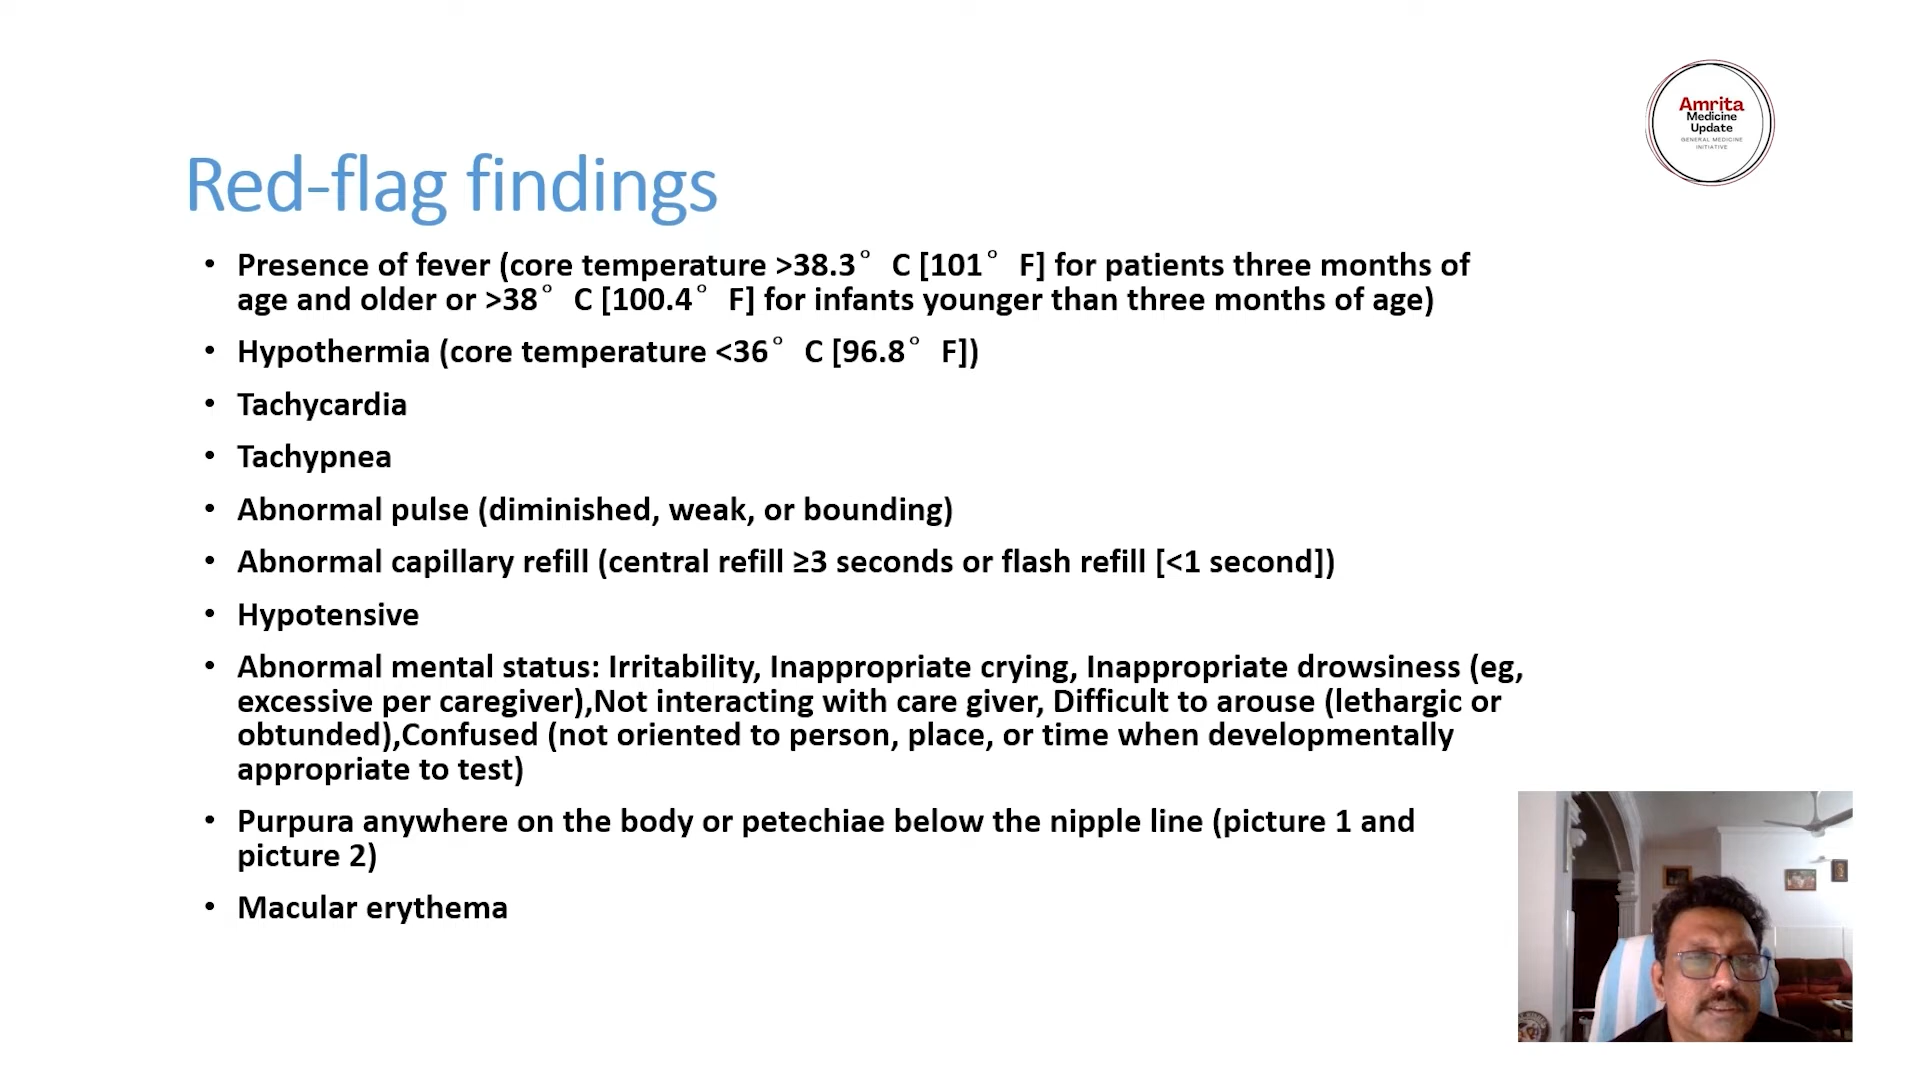 Amrita
Medicine
Update
GENERAL MEDICINE
INITIATIVE
Red-flag findings
• Presence of fever (core temperature >38.3° C [101° F] for patients three months of
age and older or >38° C [100.4° F] for infants younger than three months of age)
• Hypothermia (core temperature <36° C [96.8° F])
• Tachycardia
• Tachypnea
• Abnormal pulse (diminished, weak, or bounding)
• Abnormal capillary refill (central refill ≥3 seconds or flash refill [<1 second])
• Hypotensive
• Abnormal mental status: Irritability, Inappropriate crying, Inappropriate drowsiness (eg,
excessive per caregiver),Not interacting with care giver, Difficult to arouse (lethargic or
obtunded),Confused (not oriented to person, place, or time when developmentally
appropriate to test)
• Purpura anywhere on the body or petechiae below the nipple line (picture 1 and
picture 2)
• Macular erythema